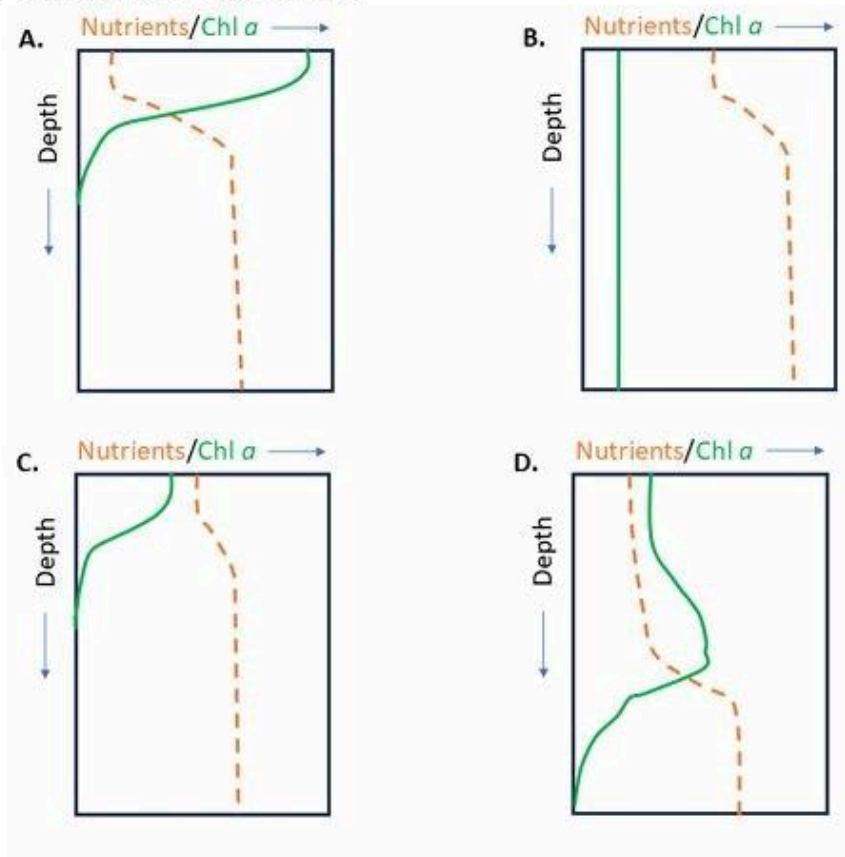 A.
Nutrients/Chl a
Depth
B.
Nutrients/Chl a
Depth
C.
Nutrients/Chl a
Depth
D.
Nutrients/Chl a
Depth